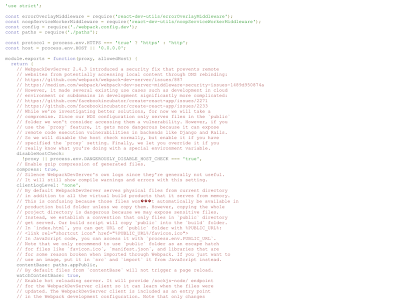 'use strict';
const errorOverlayMiddleware = require('react-dev-utils/errorOverlayMiddleware');
const noopServiceWorkerMiddleware = require('react-dev-utils/noopServiceWorkerMiddleware');
const config = require('./webpack.config.dev');
const paths = require('./paths');
const protocol = process.env.HTTPS === 'true' ? 'https' : 'http';
const host = process.env.HOST || '0.0.0.0';
module.exports = function(proxy, allowedHost) {
return {
// WebpackDevServer 2.4.3 introduced a security fix that prevents remote
// websites from potentially accessing local content through DNS rebinding:
// https://github.com/webpack/webpack-dev-server/issues/887
// https://medium.com/webpack/webpack-dev-server-middleware-security-issues-1489d950874a
// However, it made several existing use cases such as development in cloud
// environment or subdomains in development significantly more complicated:
// https://github.com/facebookincubator/create-react-app/issues/2271
// https://github.com/facebookincubator/create-react-app/issues/2233
// While we're investigating better solutions, for now we will take a
// compromise. Since our WDS configuration only serves files in the `public`
// folder we won't consider accessing them a vulnerability. However, if you
// use the `proxy` feature, it gets more dangerous because it can expose
// remote code execution vulnerabilities in backends like Django and Rails.
// So we will disable the host check normally, but enable it if you have
// specified the `proxy` setting. Finally, we let you override it if you
// really know what you're doing with a special environment variable.
disableHostCheck:
!proxy || process.env.DANGEROUSLY_DISABLE_HOST_CHECK === 'true',
// Enable gzip compression of generated files.
compress: true,
// Silence WebpackDevServer's own logs since they're generally not useful.
// It will still show compile warnings and errors with this setting.
clientLogLevel: 'none',
// By default WebpackDevServer serves physical files from current directory
// in addition to all the virtual build products that it serves from memory.
// This is confusing because those files won���t automatically be available in
// production build folder unless we copy them. However, copying the whole
// project directory is dangerous because we may expose sensitive files.
// Instead, we establish a convention that only files in `public` directory
// get served. Our build script will copy `public` into the `build` folder.
// In `index.html`, you can get URL of `public` folder with %PUBLIC_URL%:
// <link rel="shortcut icon" href="%PUBLIC_URL%/favicon.ico">
// In JavaScript code, you can access it with `process.env.PUBLIC_URL`.
// Note that we only recommend to use `public` folder as an escape hatch
// for files like `favicon.ico`, `manifest.json`, and libraries that are
// for some reason broken when imported through Webpack. If you just want to
// use an image, put it in `src` and `import` it from JavaScript instead.
contentBase: paths.appPublic,
// By default files from `contentBase` will not trigger a page reload.
watchContentBase: true,
// Enable hot reloading server. It will provide /sockjs-node/ endpoint
// for the WebpackDevServer client so it can learn when the files were
// updated. The WebpackDevServer client is included as an entry point
// in the Webpack development configuration. Note that only changes